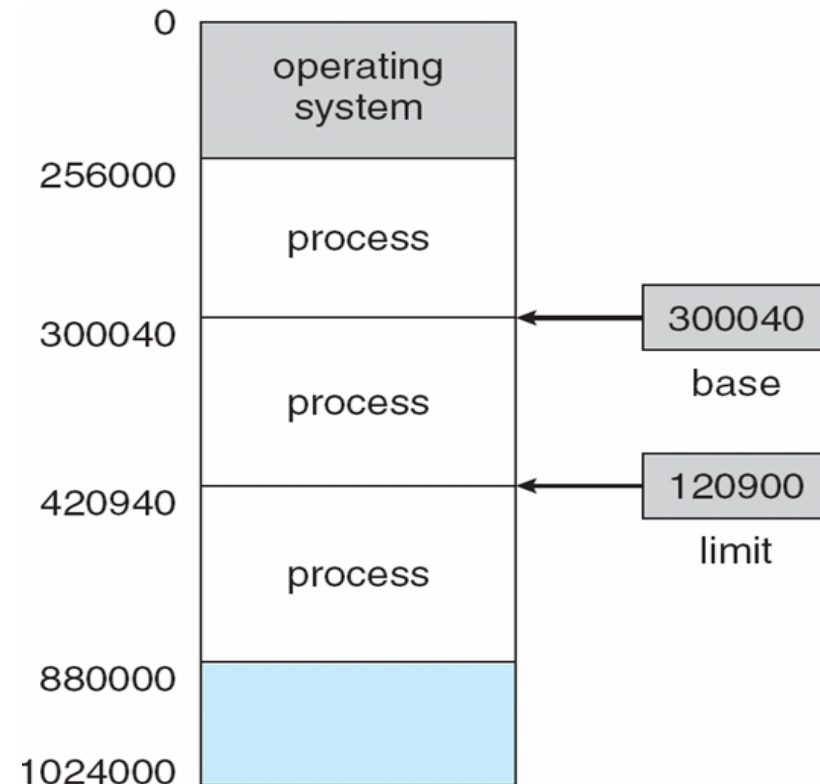 0
operating
system
256000
process
300040
300040
base
process
420940
120900
limit
process
880000
1024000